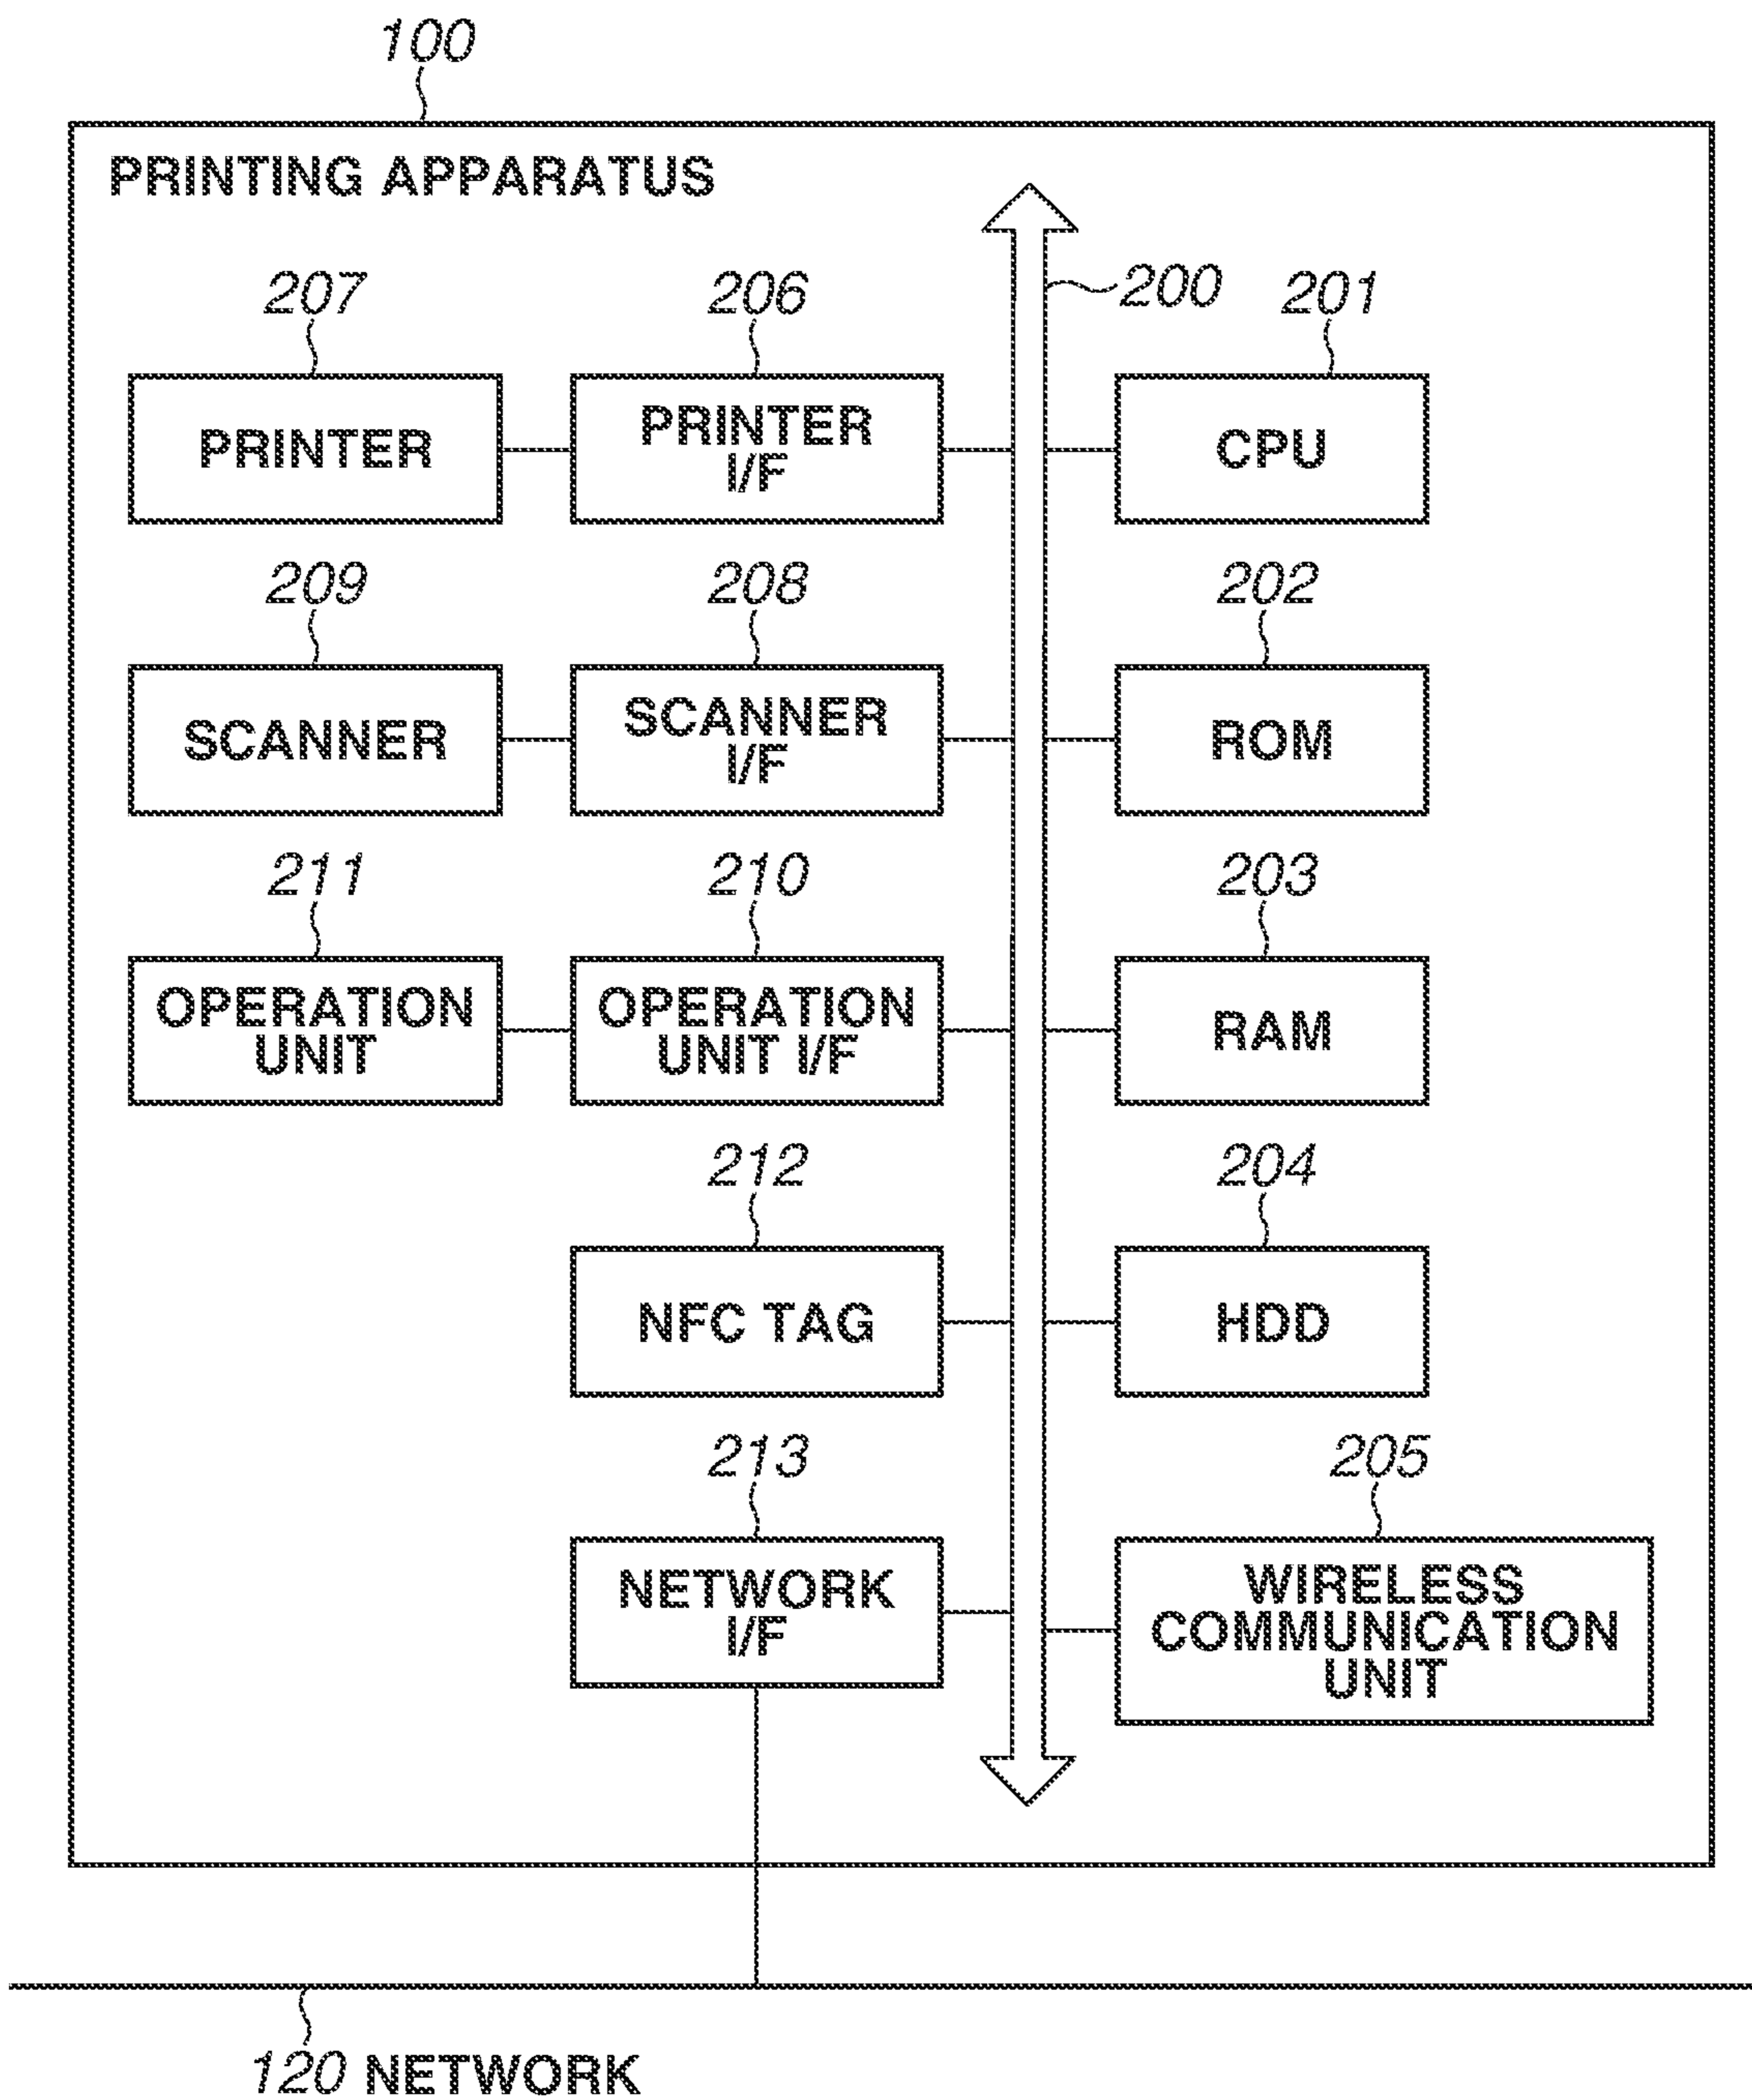 100
PRINTING APPARATUS
207
206
200
201
PRINTER
PRINTER
I/F
CPU
209
208
202
SCANNER
SCANNER
I/F
ROM
211
210
203
OPERATION
UNIT
OPERATION
UNIT I/F
RAM
212
204
NFC TAG
HDD
213
205
NETWORK
I/F
WIRELESS
COMMUNICATION
UNIT
120 NETWORK